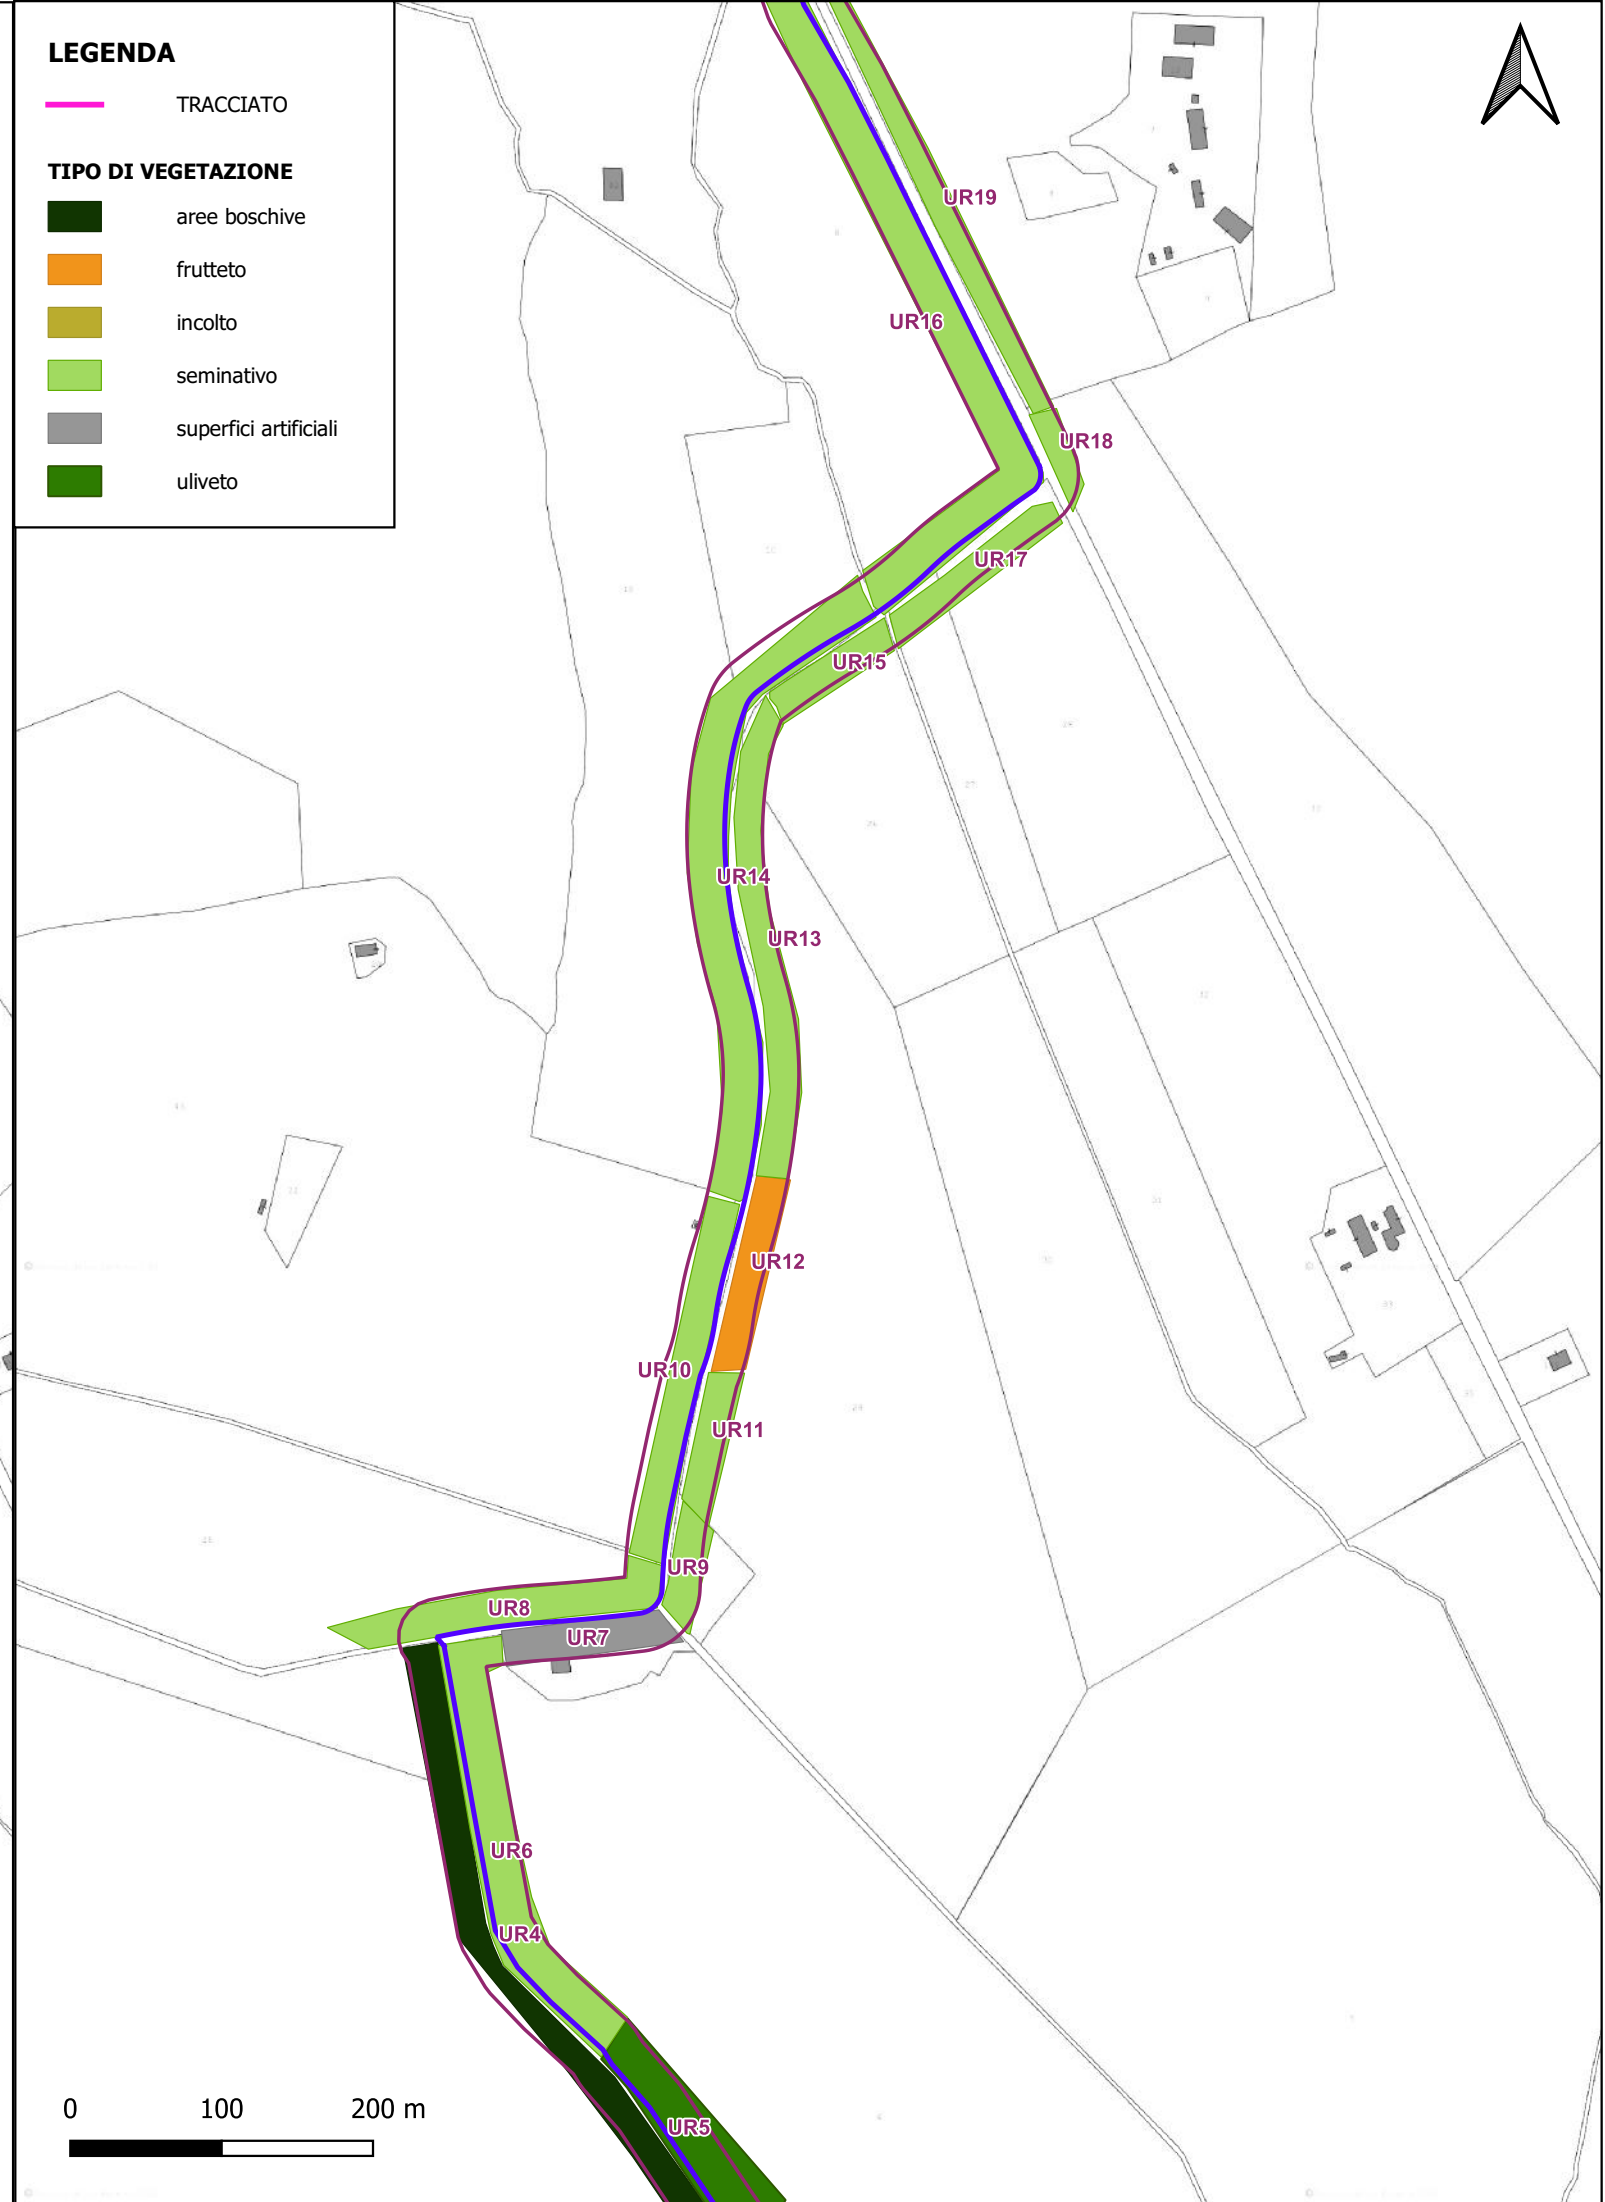 LEGENDA
TRACCIATO
TIPO DI VEGETAZIONE
aree boschive
frutteto
incolto
seminativo
superfici artificiali
uliveto
UR19
UR16
UR18
UR17
UR15
UR14
UR13
UR12
UR10
UR11
UR9
UR8
UR7
UR6
UR4
UR5
0 100 200 m